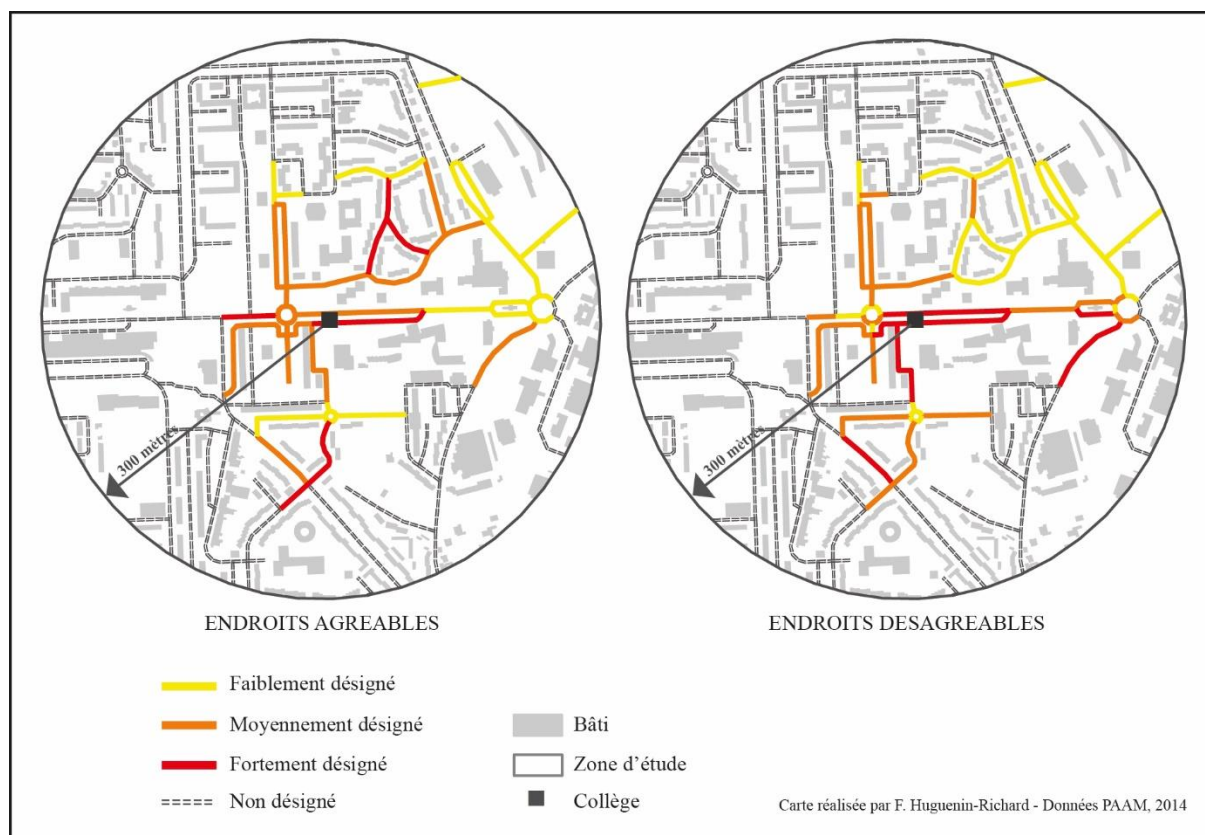 300 mètres
300 mètres
ENDROITS AGREABLES
ENDROITS DESAGREABLES
Faiblement désigné
Moyennement désigné
Fortement désigné
Non désigné
Bâti
Zone d'étude
Collège
Carte réalisée par F. Huguenin-Richard - Données PAAM, 2014